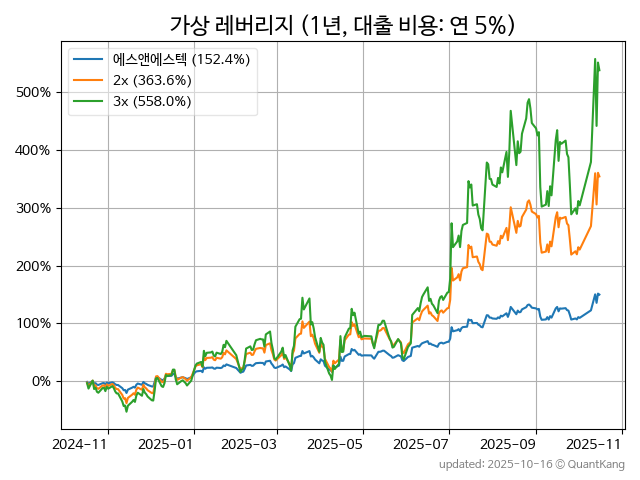 가상 레버리지 (1년, 대출 비용: 연 5%)
에스앤에스텍 (152.4%)
2x (363.6%)
3x (558.0%)
500%
400%
300%
200%
100%
0%
2024-11 2025-01 2025-03 2025-05 2025-07 2025-09 2025-11
updated: 2025-10-16 © QuantKang